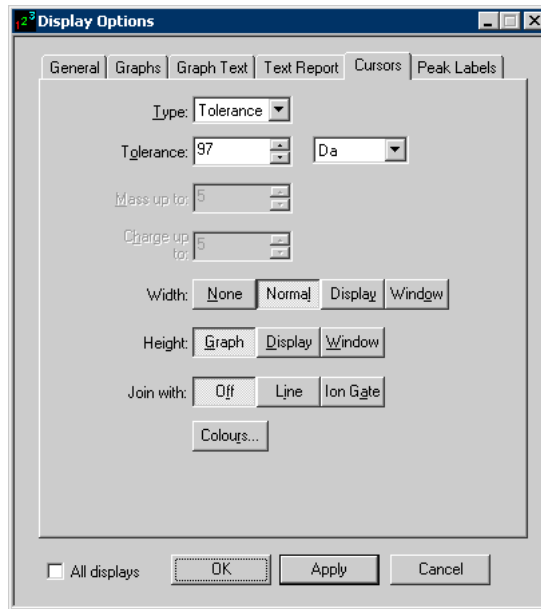 123 Display Options
General Graphs Graph Text Text Report Cursors Peak Labels
Type: Tolerance
Tolerance: 97 Da
Mass up to: 5
Charge up
to: 5
Width: None Normal Display Window
Height: Graph Display Window
Join with: Off Line Ion Gate
Colours...
All displays OK Apply Cancel